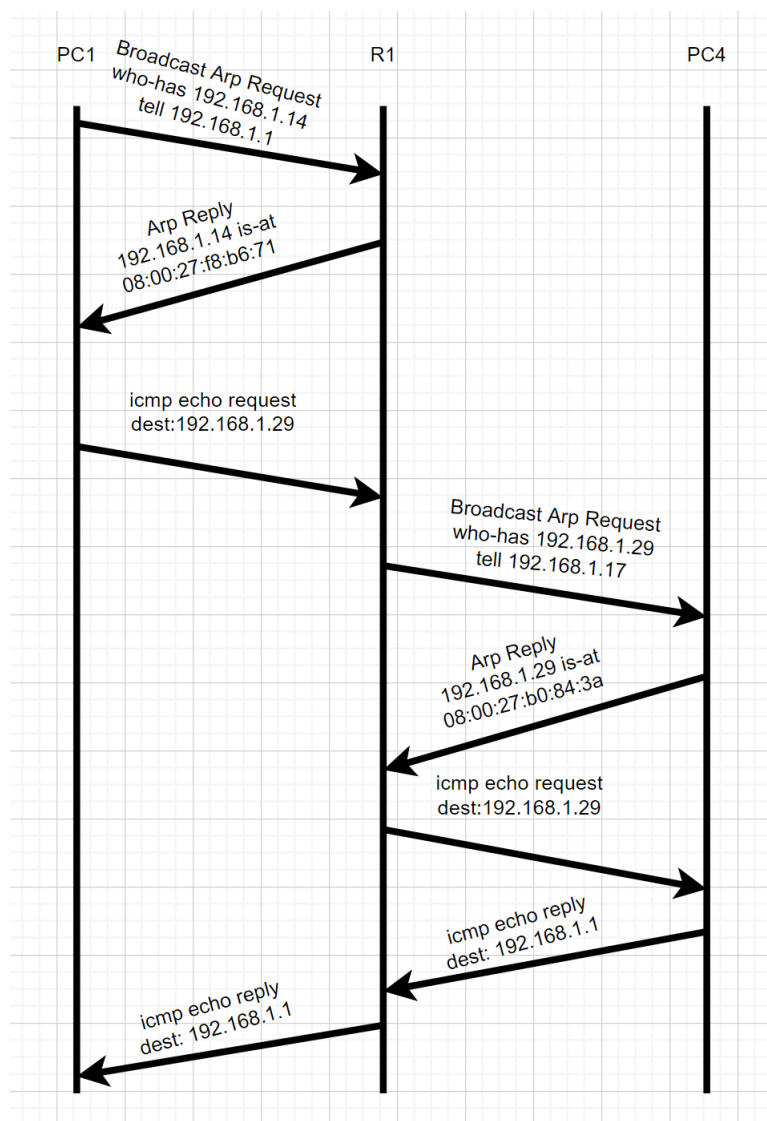 PC1
R1
PC4
Broadcast Arp Request
who-has 192.168.1.14
tell 192.168.1.1
Arp Reply
192.168.1.14 is-at
08:00:27:f8:b6:71
icmp echo request
dest:192.168.1.29
Broadcast Arp Request
who-has 192.168.1.29
tell 192.168.1.17
Arp Reply
192.168.1.29 is-at
08:00:27:b0:84:3a
icmp echo request
dest:192.168.1.29
icmp echo reply
dest: 192.168.1.1
icmp echo reply
dest: 192.168.1.1